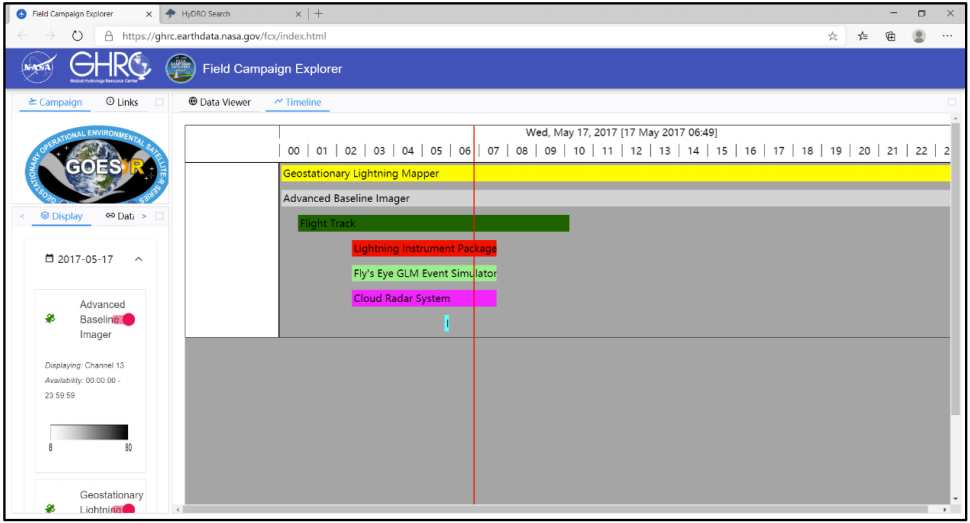 Field Campaign Explorer
HyDRO Search
https://ghrc.earthdata.nasa.gov/fcx/index.html
NASA
GHRC
Global Hydrology Resource Center
Field Campaign Explorer
Campaign
Links
Data Viewer
Timeline
GEOSTATIONARY OPERATIONAL ENVIRONMENTAL SATELLITE R-SERIES
GOES R
Display
Data
2017-05-17
Advanced
Baseline
Imager
Displaying: Channel 13
Availability: 00:00:00 -
23:59:59
8 80
Geostationary
Lightning
Wed, May 17, 2017 [17 May 2017 06:49]
00 01 02 03 04 05 06 07 08 09 10 11 12 13 14 15 16 17 18 19 20 21 22 2
Geostationary Lightning Mapper
Advanced Baseline Imager
Flight Track
Lightning Instrument Package
Fly's Eye GLM Event Simulator
Cloud Radar System